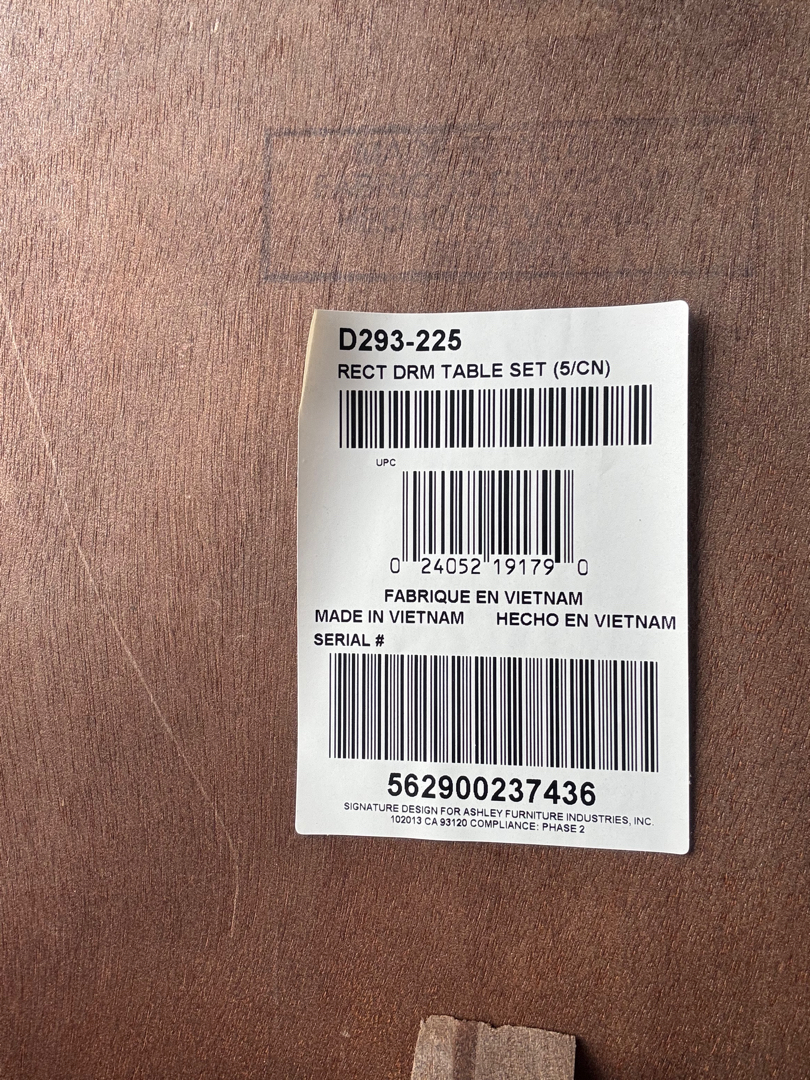 D293-225
RECT DRM TABLE SET (5/CN)
UPC
0 24052 19179 0
FABRIQUE EN VIETNAM
MADE IN VIETNAM HECHO EN VIETNAM
SERIAL #
562900237436
SIGNATURE DESIGN FOR ASHLEY FURNITURE INDUSTRIES, INC.
102013 CA 93120 COMPLIANCE: PHASE 2